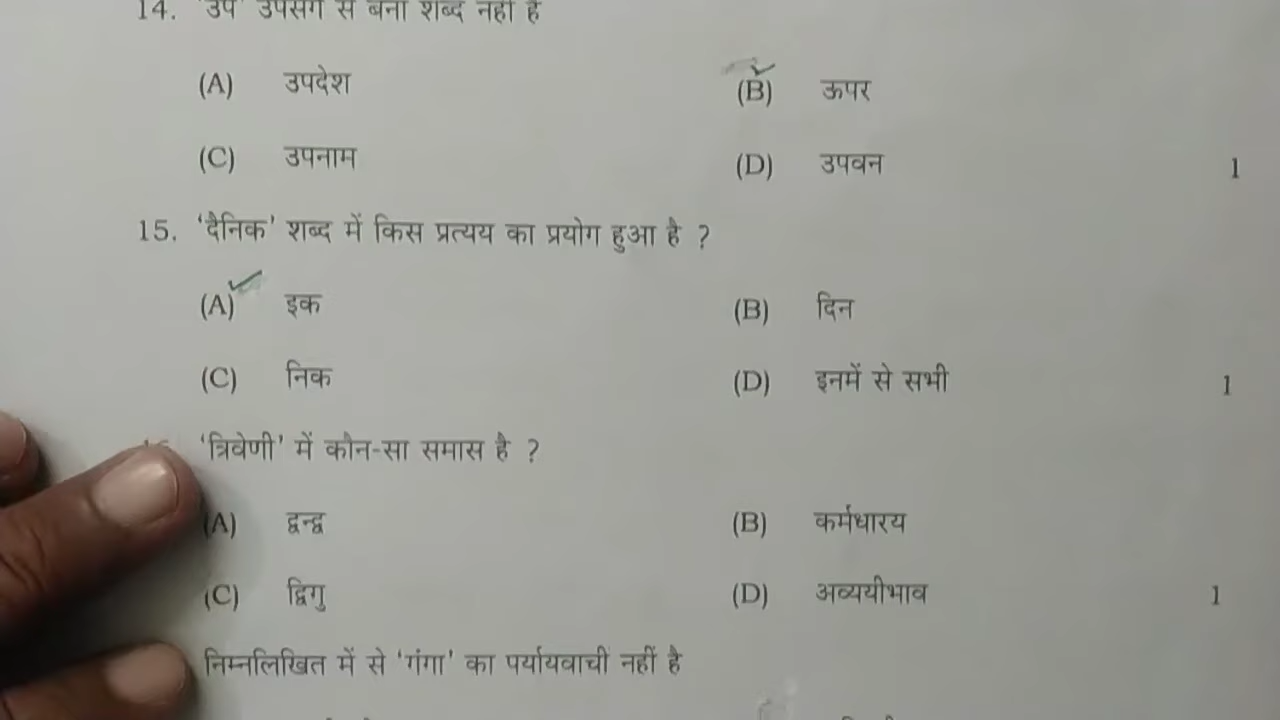 14. 'उप' उपसर्ग से बना शब्द नहीं है
(A) उपदेश (B) ऊपर
(C) उपनाम (D) उपवन 1
15. 'दैनिक' शब्द में किस प्रत्यय का प्रयोग हुआ है ?
(A) इक (B) दिन
(C) निक (D) इनमें से सभी 1
'त्रिवेणी' में कौन-सा समास है ?
(A) द्वन्द्व (B) कर्मधारय
(C) द्विगु (D) अव्ययीभाव 1
निम्नलिखित में से 'गंगा' का पर्यायवाची नहीं है